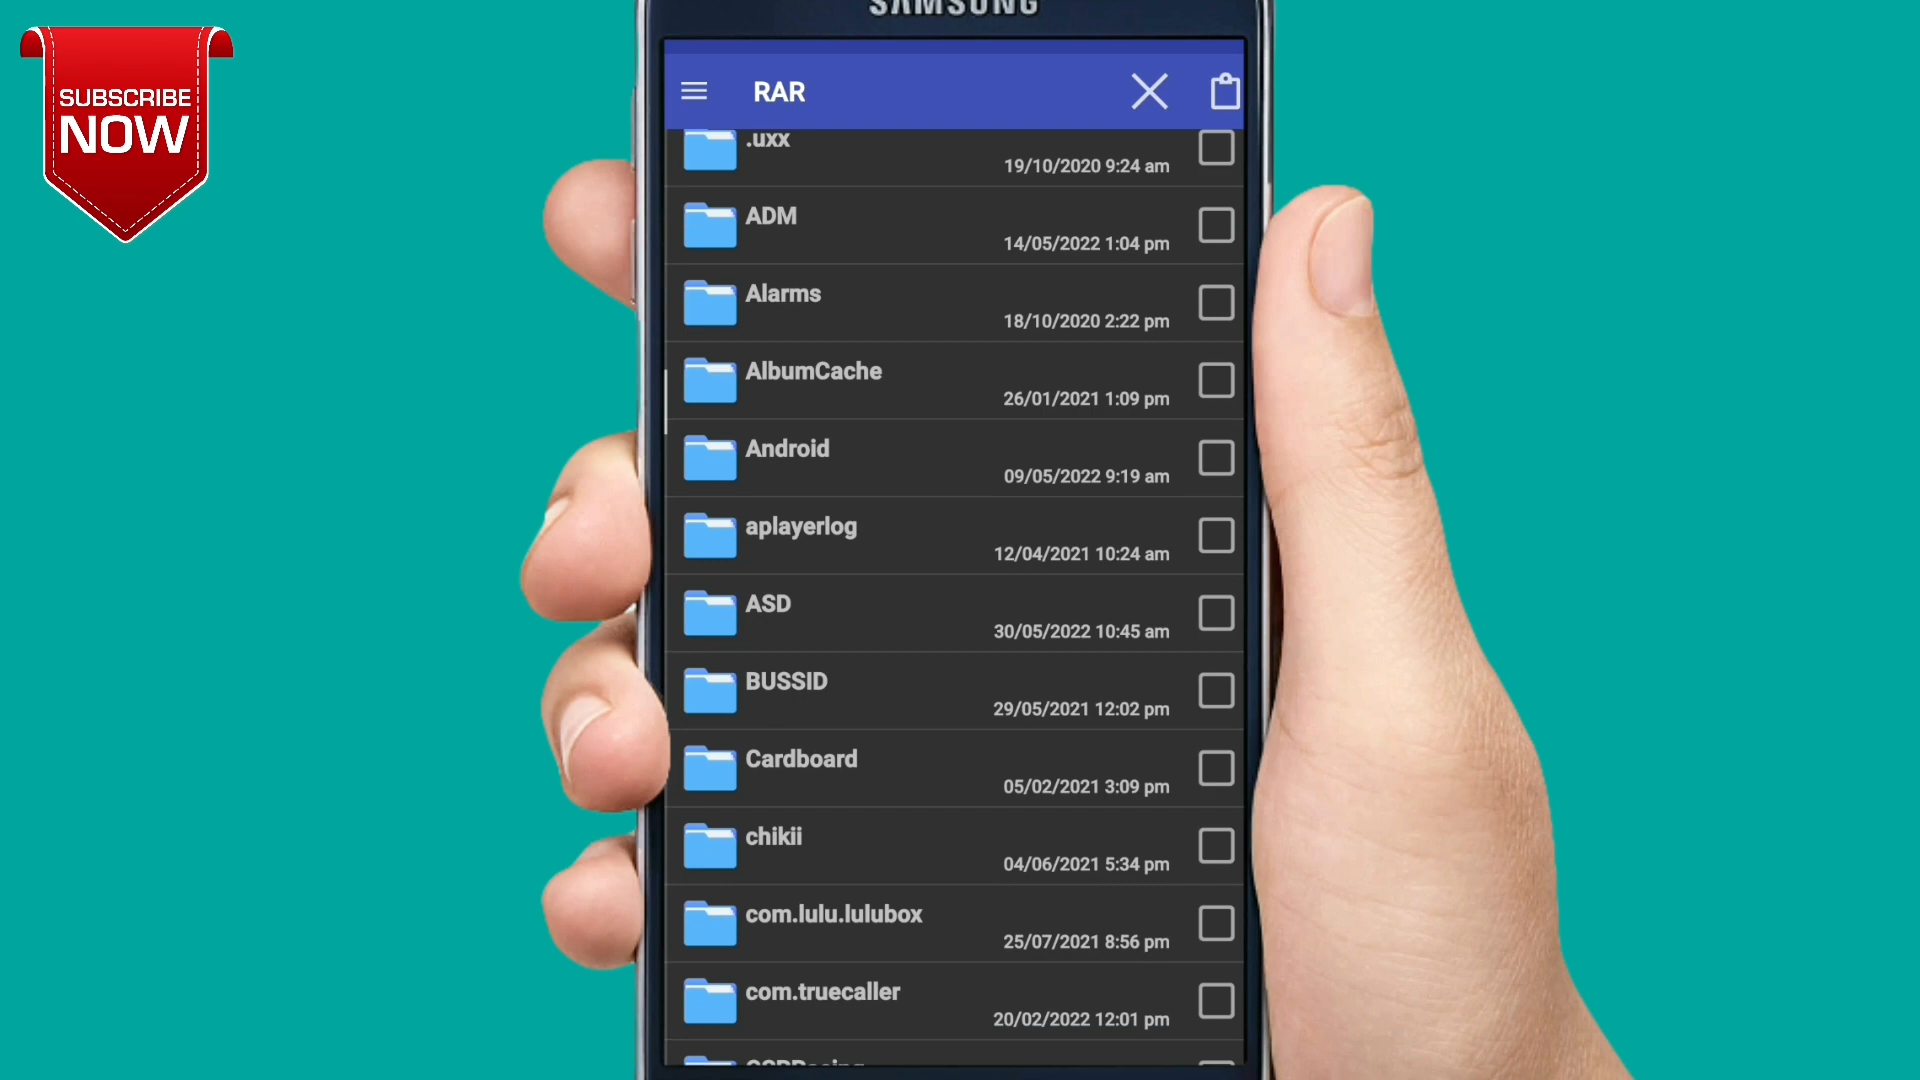 SAMSUNG
SUBSCRIBE
NOW
RAR
.uxx
19/10/2020 9:24 am
ADM
14/05/2022 1:04 pm
Alarms
18/10/2020 2:22 pm
AlbumCache
26/01/2021 1:09 pm
Android
09/05/2022 9:19 am
aplayerlog
12/04/2021 10:24 am
ASD
30/05/2022 10:45 am
BUSSID
29/05/2021 12:02 pm
Cardboard
05/02/2021 3:09 pm
chikii
04/06/2021 5:34 pm
com.lulu.lulubox
25/07/2021 8:56 pm
com.truecaller
20/02/2022 12:01 pm